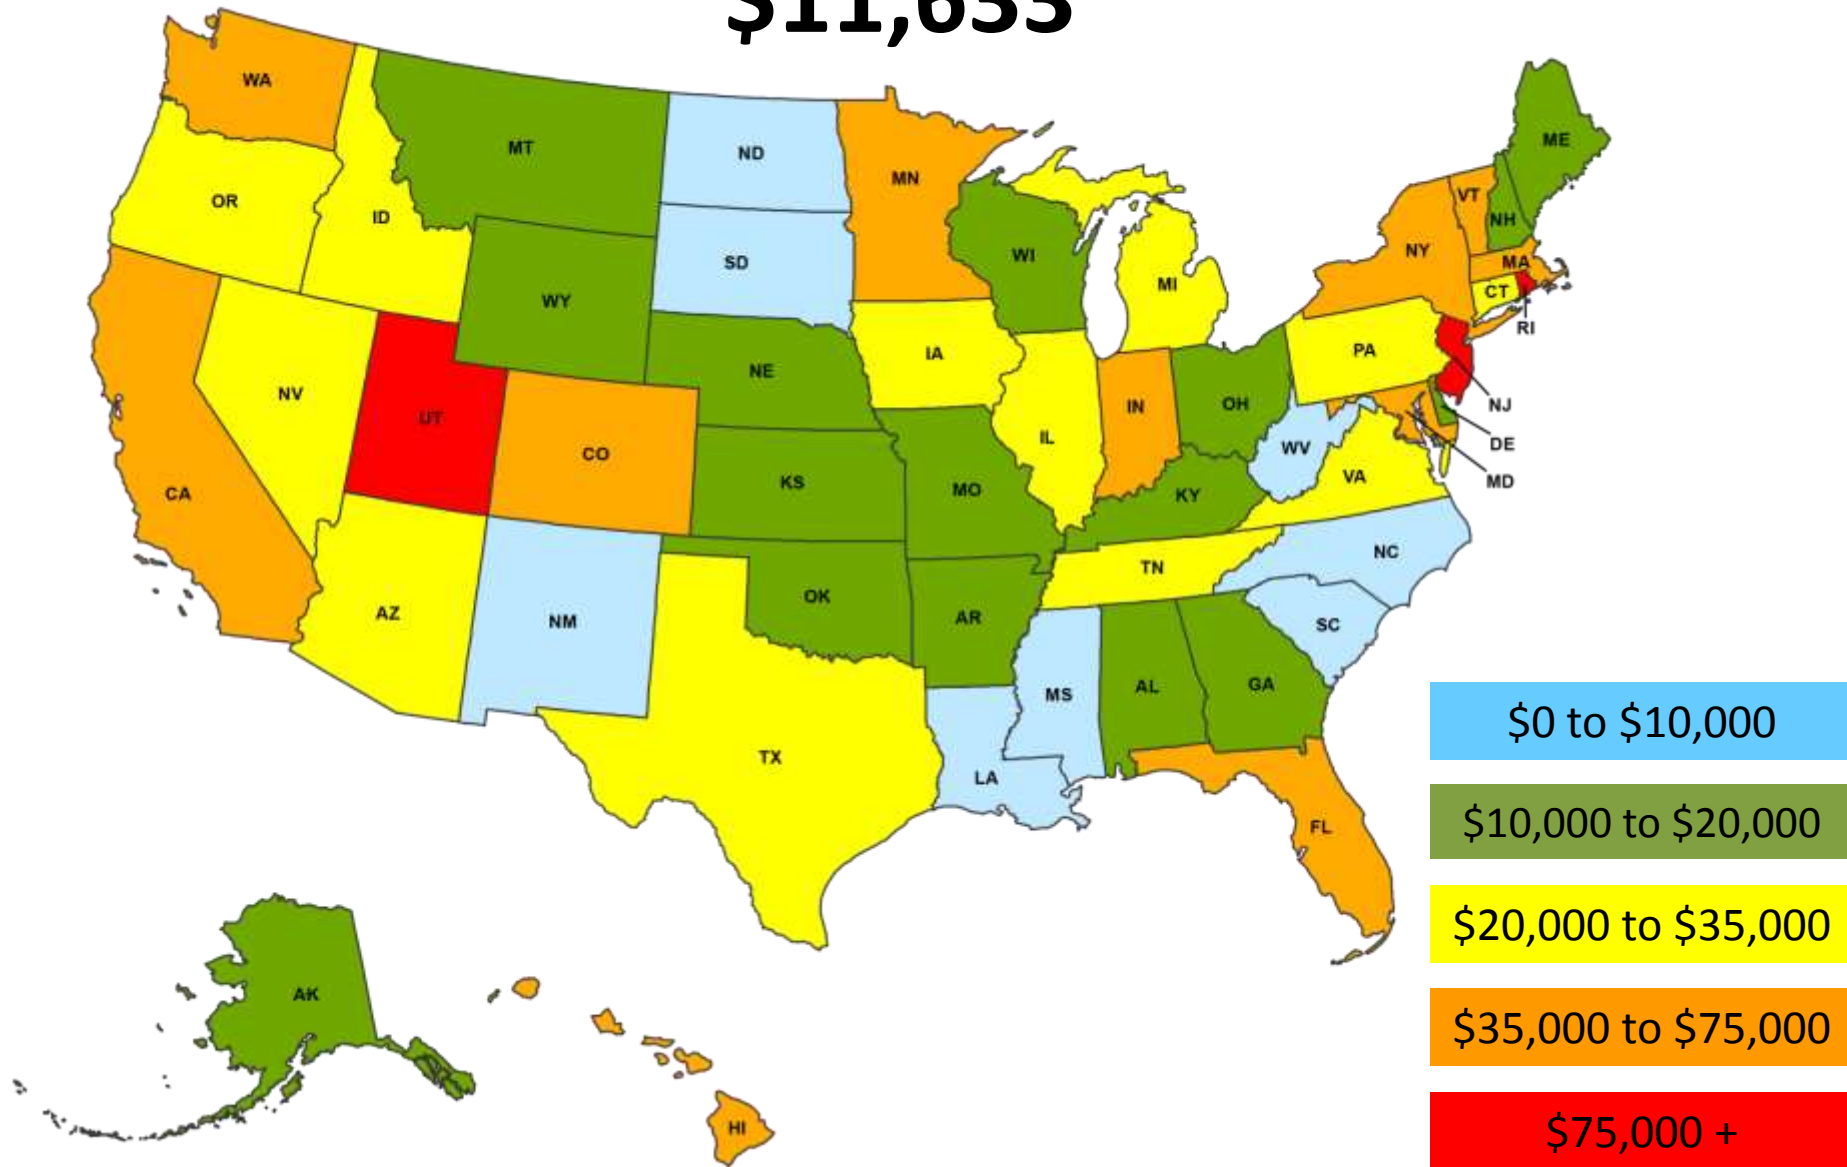 $11,633
WA
MT
ND
MN
ME
OR
ID
VT
NH
WI
NY
SD
MA
MI
CT
WY
RI
IA
PA
NE
NV
IN
OH
NJ
UT
IL
DE
CO
WV
VA
MD
CA
KS
MO
KY
NC
TN
OK
AZ
NM
AR
SC
MS
AL
GA
TX
LA
FL
AK
HI
$0 to $10,000
$10,000 to $20,000
$20,000 to $35,000
$35,000 to $75,000
$75,000 +